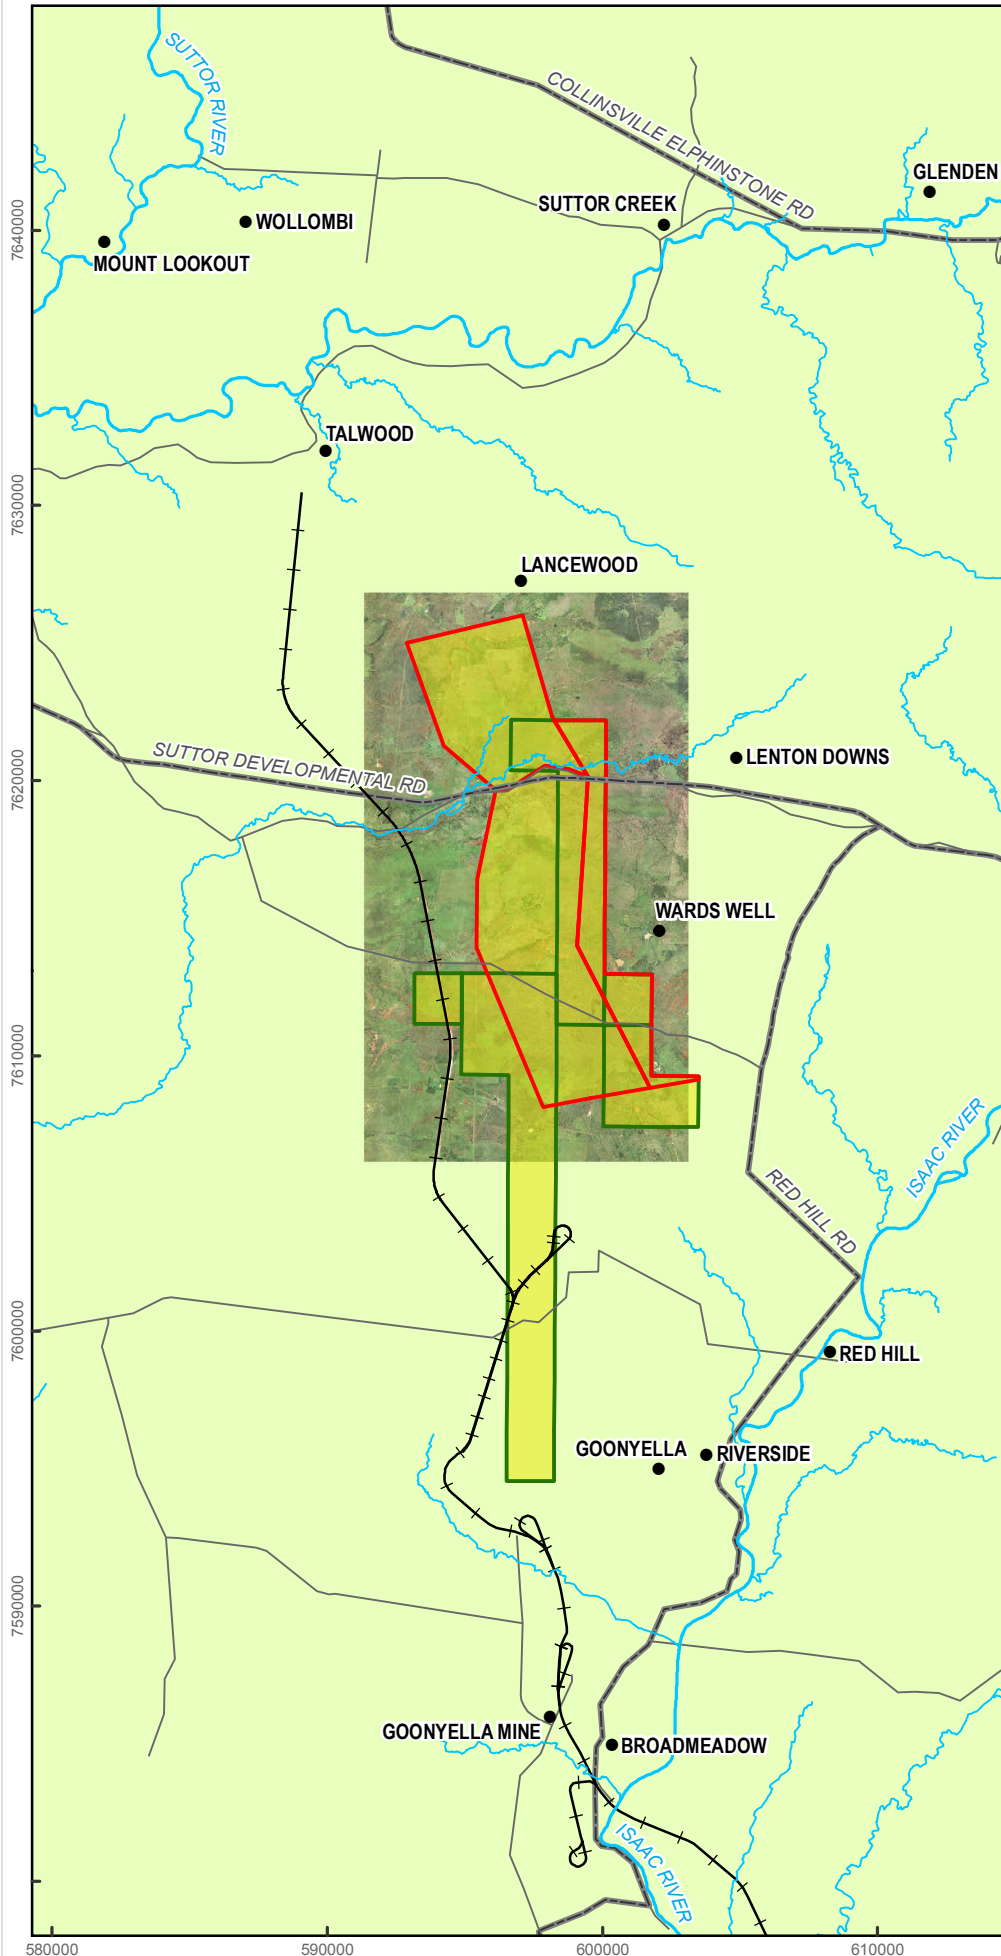 SUTTOR RIVER
COLLINSVILLE ELPHINSTONE RD
GLENDEN
SUTTOR CREEK
WOLLOMBI
7640000
MOUNT LOOKOUT
TALWOOD
7630000
LANCEWOOD
SUTTOR DEVELOPMENTAL RD
LENTON DOWNS
7620000
WARDS WELL
7610000
ISAAC RIVER
RED HILL RD
7600000
RED HILL
GOONYELLA
RIVERSIDE
7590000
GOONYELLA MINE
BROADMEADOW
ISAAC RIVER
580000
590000
600000
610000